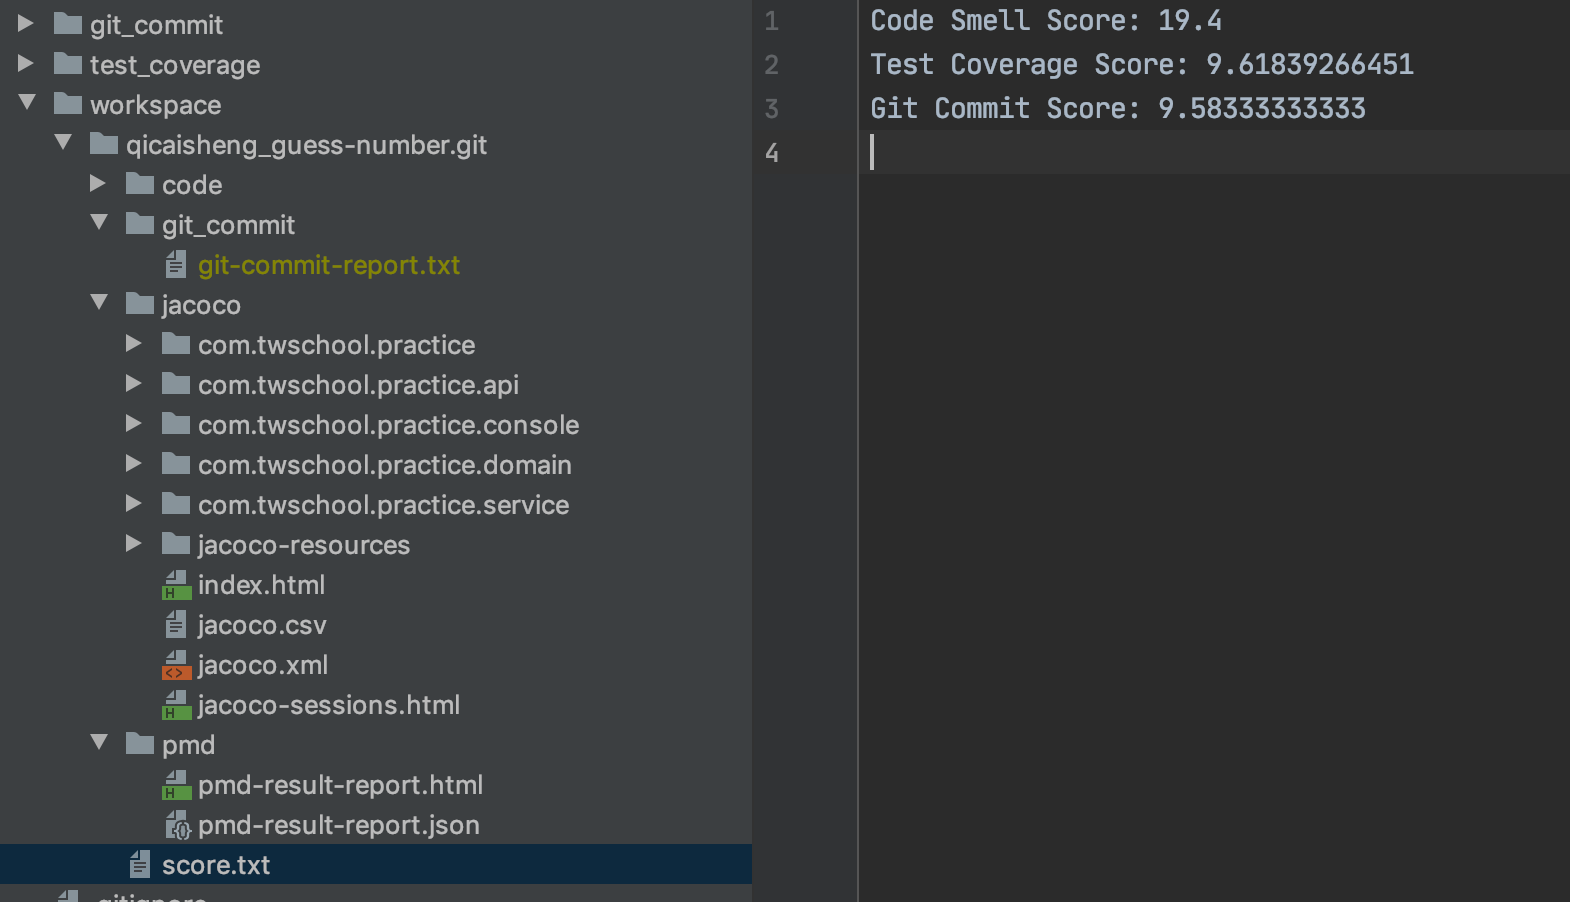 git_commit
test_coverage
workspace
qicaisheng_guess-number.git
code
git_commit
git-commit-report.txt
jacoco
com.twschool.practice
com.twschool.practice.api
com.twschool.practice.console
com.twschool.practice.domain
com.twschool.practice.service
jacoco-resources
index.html
jacoco.csv
jacoco.xml
jacoco-sessions.html
pmd
pmd-result-report.html
pmd-result-report.json
score.txt
.gitignore
1 Code Smell Score: 19.4
2 Test Coverage Score: 9.61839266451
3 Git Commit Score: 9.58333333333
4